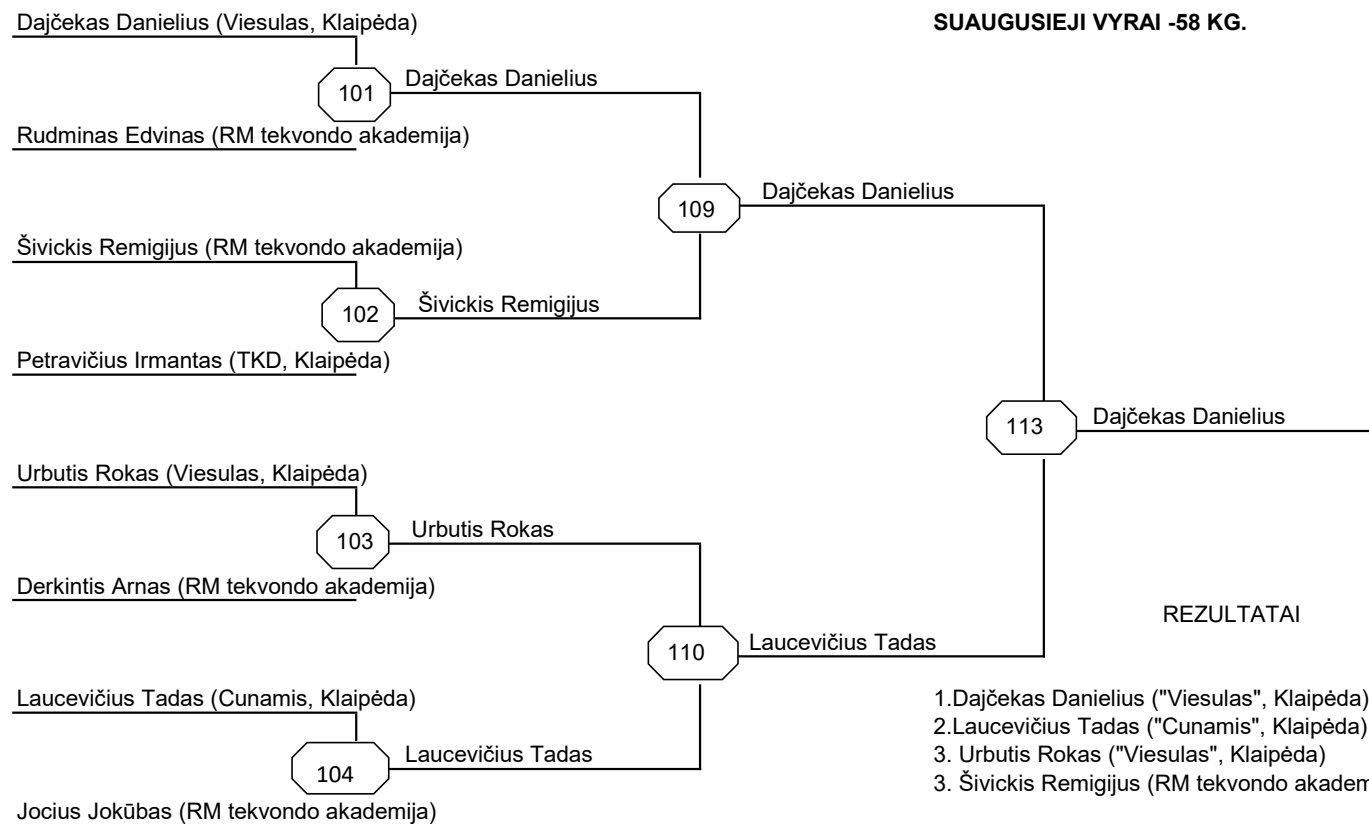 Dajčekas Danielius (Viesulas, Klaipėda)
SUAUGUSIEJI VYRAI -58 KG.
101
Dajčekas Danielius
Rudminas Edvinas (RM tekvondo akademija)
109
Dajčekas Danielius
Šivickis Remigijus (RM tekvondo akademija)
102
Šivickis Remigijus
Petravičius Irmantas (TKD, Klaipėda)
113
Dajčekas Danielius
Urbutis Rokas (Viesulas, Klaipėda)
103
Urbutis Rokas
Derkintis Arnas (RM tekvondo akademija)
REZULTATAI
110
Laucevičius Tadas
Laucevičius Tadas (Cunamis, Klaipėda)
104
Laucevičius Tadas
Jocius Jokūbas (RM tekvondo akademija)
1.Dajčekas Danielius ("Viesulas", Klaipėda)
2.Laucevičius Tadas ("Cunamis", Klaipėda)
3. Urbutis Rokas ("Viesulas", Klaipėda)
3. Šivickis Remigijus (RM tekvondo akadem